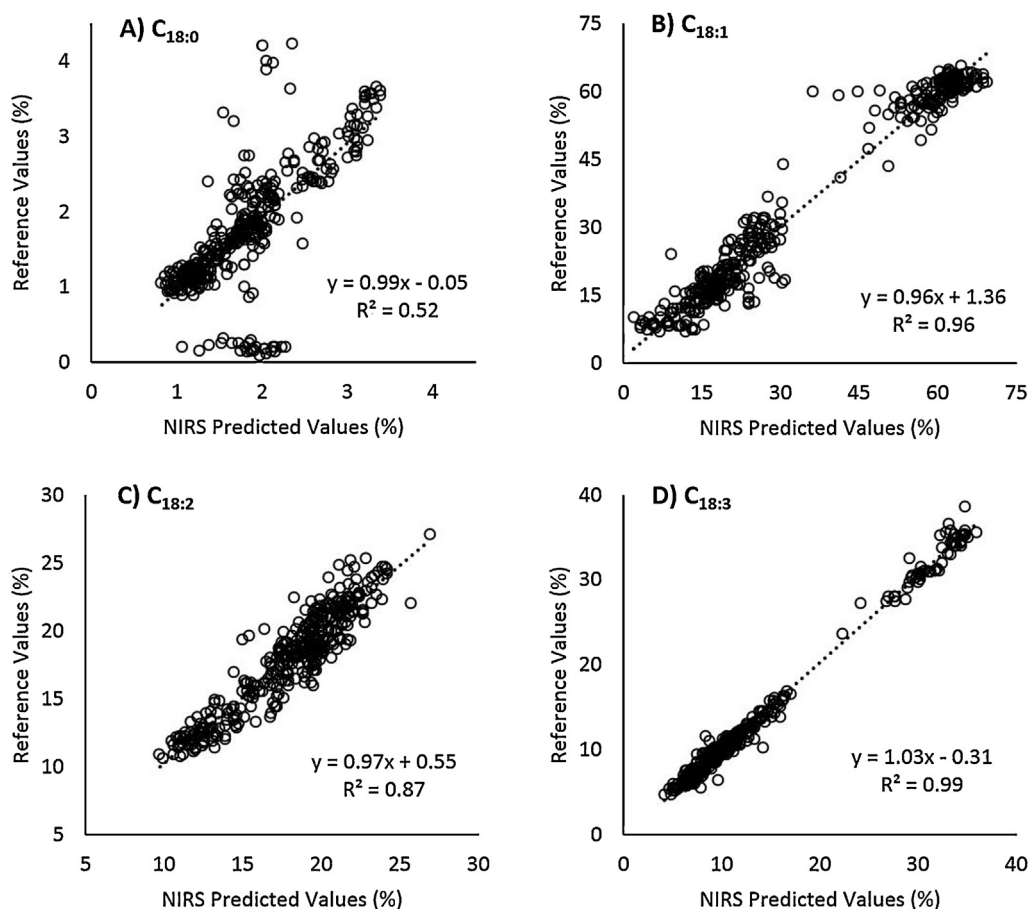 A) C18:0
Reference Values (%)
4
3
2
1
0
y = 0.99x - 0.05
R² = 0.52
0 1 2 3 4
NIRS Predicted Values (%)
B) C18:1
Reference Values (%)
75
60
45
30
15
0
y = 0.96x + 1.36
R² = 0.96
0 15 30 45 60 75
NIRS Predicted Values (%)
C) C18:2
Reference Values (%)
30
25
20
15
10
5
y = 0.97x + 0.55
R² = 0.87
5 10 15 20 25 30
NIRS Predicted Values (%)
D) C18:3
Reference Values (%)
40
30
20
10
0
y = 1.03x - 0.31
R² = 0.99
0 10 20 30 40
NIRS Predicted Values (%)